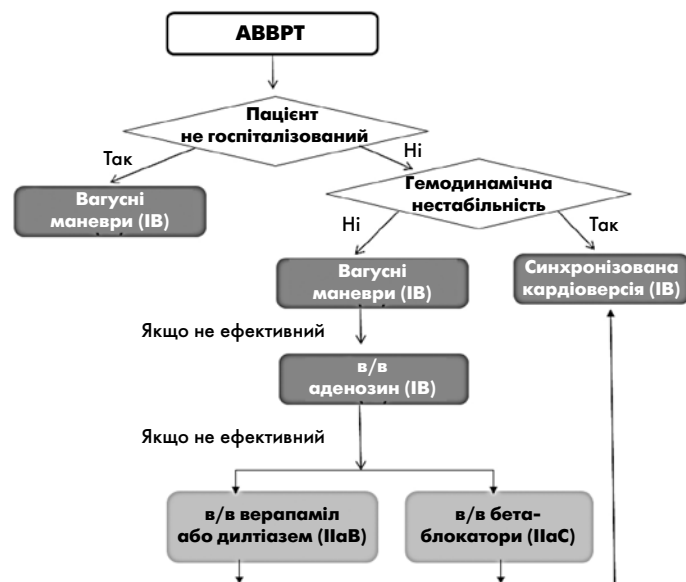 АВВРТ
Пацієнт
не госпіталізований
Так
Ні
Вагусні
маневри (IB)
Гемодинамічна
нестабільність
Ні
Так
Вагусні
маневри (IB)
Синхронізована
кардіоверсія (IB)
Якщо не ефективний
в/в
аденозин (IB)
Якщо не ефективний
в/в верапаміл
або дилтіазем (IIaB)
в/в бета-
блокатори (IIaC)